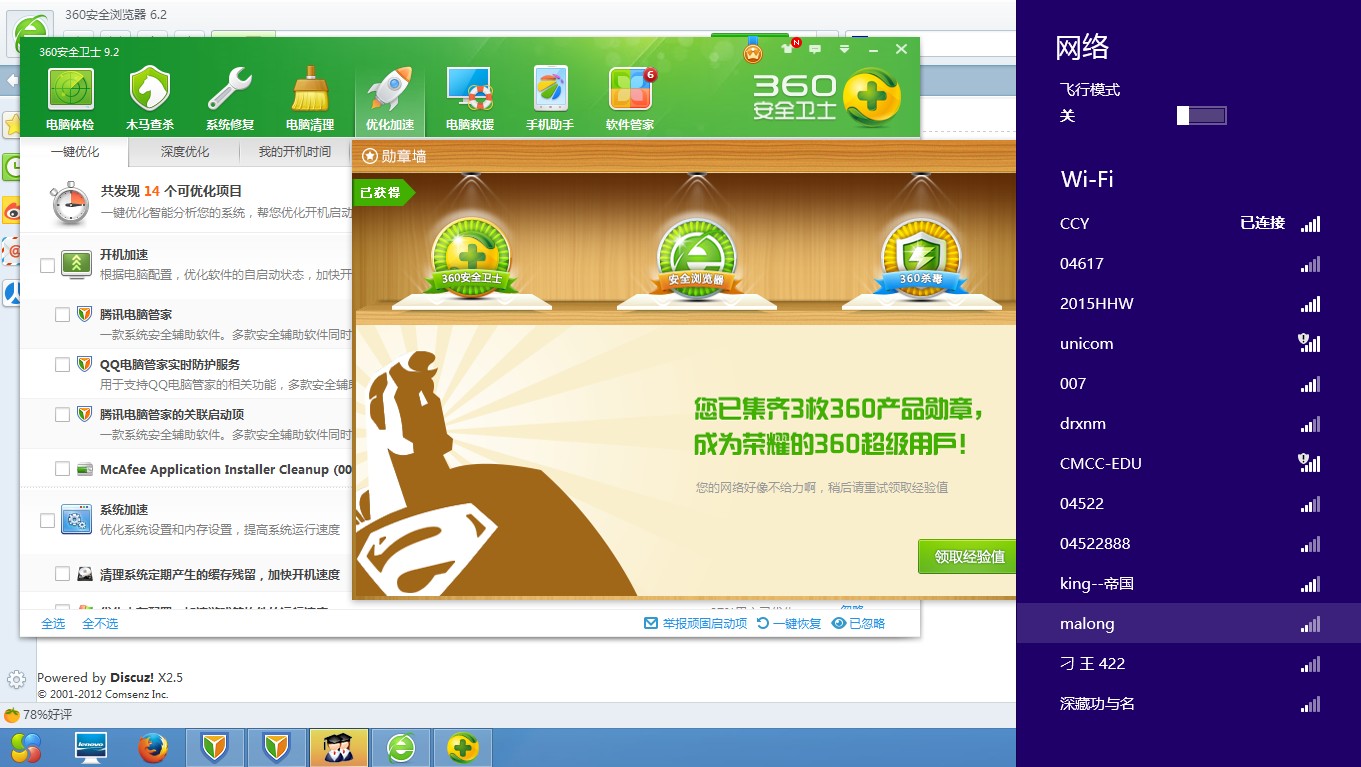 360安全浏览器 6.2
360安全卫士 9.2
N
电脑体检
木马查杀
系统修复
电脑清理
优化加速
电脑救援
手机助手
6
软件管家
360
安全卫士
一键优化
深度优化
我的开机时间
共发现 14 个可优化项目
一键优化智能分析您的系统，帮您优化开机启动
开机加速
根据电脑配置，优化软件的自启动状态，加快开
腾讯电脑管家
一款系统安全辅助软件。多款安全辅助软件同时
QQ电脑管家实时防护服务
用于支持QQ电脑管家的相关功能，多款安全辅
腾讯电脑管家的关联启动项
一款系统安全辅助软件。多款安全辅助软件同时
McAfee Application Installer Cleanup (00
系统加速
优化系统设置和内存设置，提高系统运行速度
清理系统定期产生的缓存残留，加快开机速度
全选
全不选
举报顽固启动项
一键恢复
已忽略
勋章墙
已获得
360安全卫士
安全浏览器
360杀毒
您已集齐3枚360产品勋章，
成为荣耀的360超级用户！
您的网络好像不给力啊，稍后请重试领取经验值
领取经验值
Powered by Discuz! X2.5
© 2001-2012 Comsenz Inc.
78%好评
lenovo
网络
飞行模式
关
Wi-Fi
CCY 已连接
04617
2015HHW
unicom
007
drxnm
CMCC-EDU
04522
04522888
king--帝国
malong
刁 王 422
深藏功与名